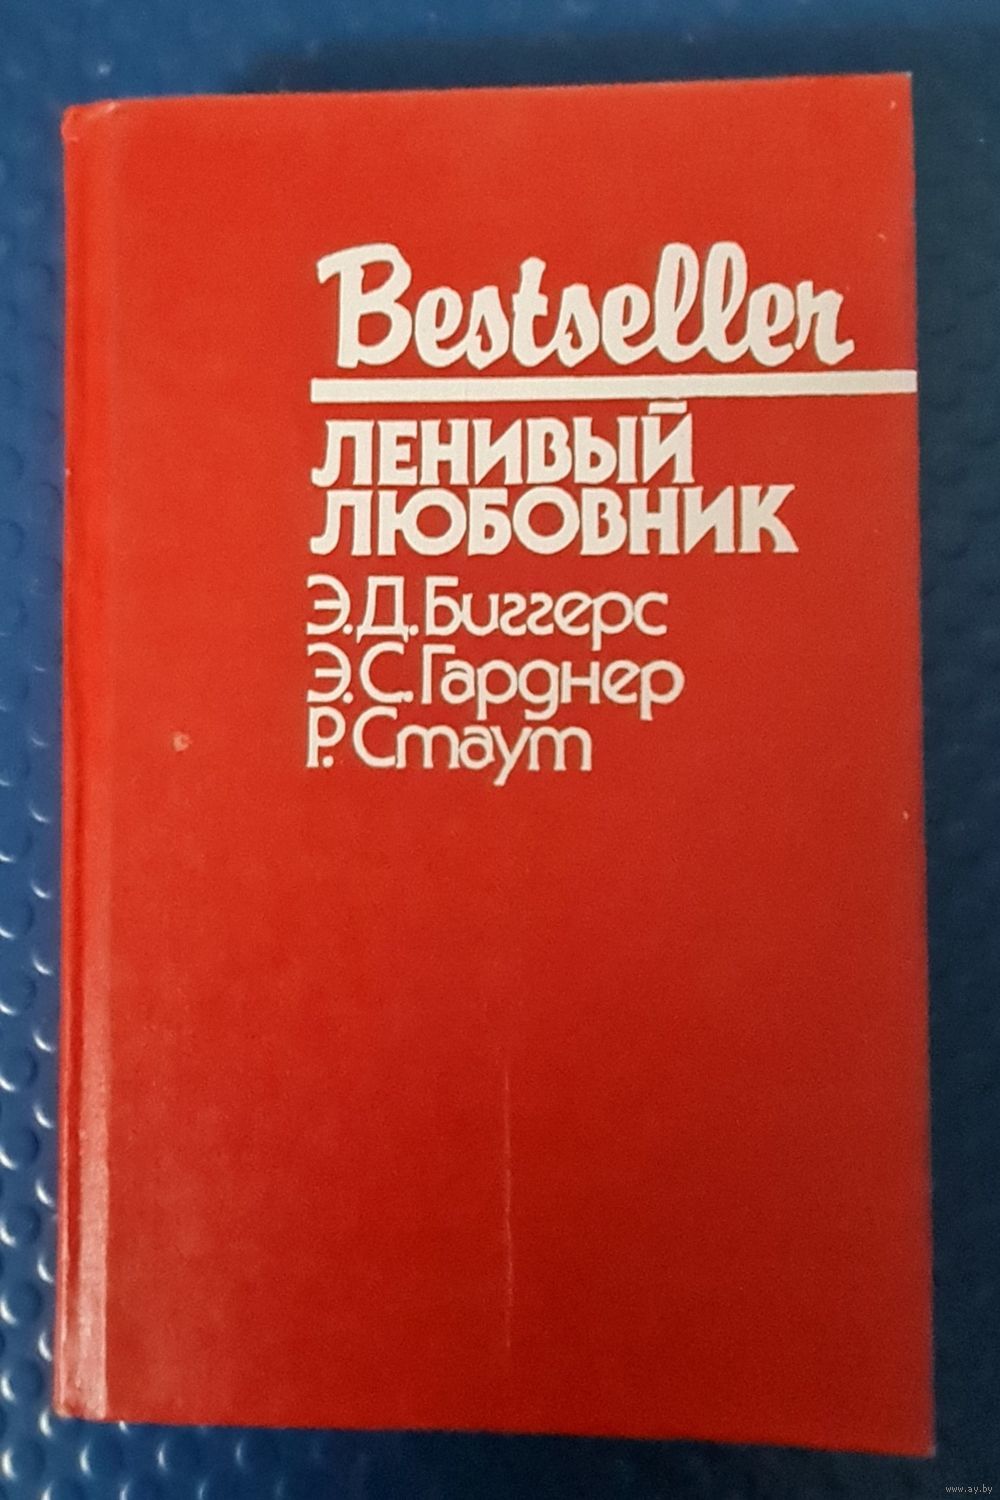 Bestseller
ЛЕНИВЫЙ
ЛЮБОВНИК
Э.Д.Биггерс
Э.С.Гарднер
Р.Стаут
www.ay.by